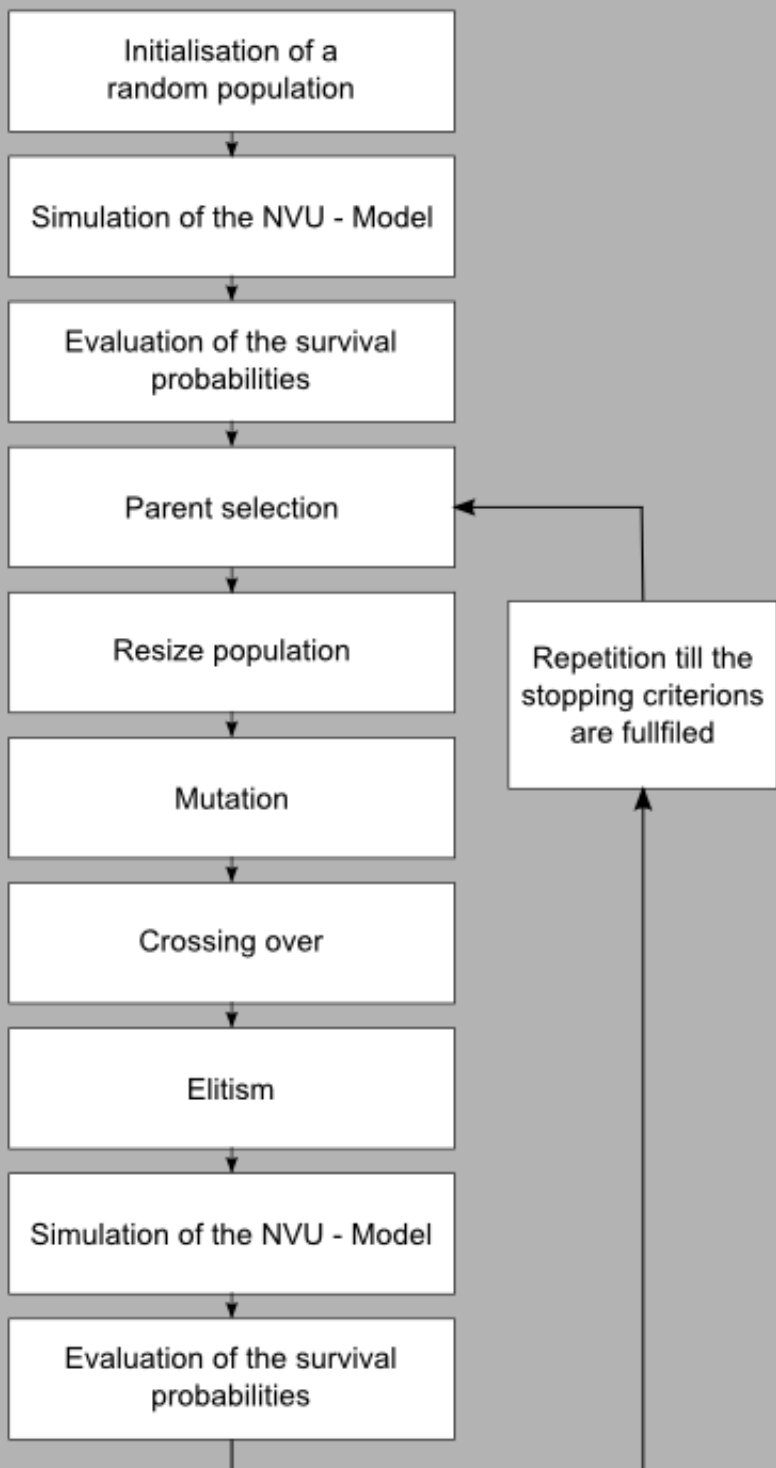 Initialisation of a
random population
Simulation of the NVU - Model
Evaluation of the survival
probabilities
Parent selection
Resize population
Repetition till the
stopping criterions
are fullfiled
Mutation
Crossing over
Elitism
Simulation of the NVU - Model
Evaluation of the survival
probabilities